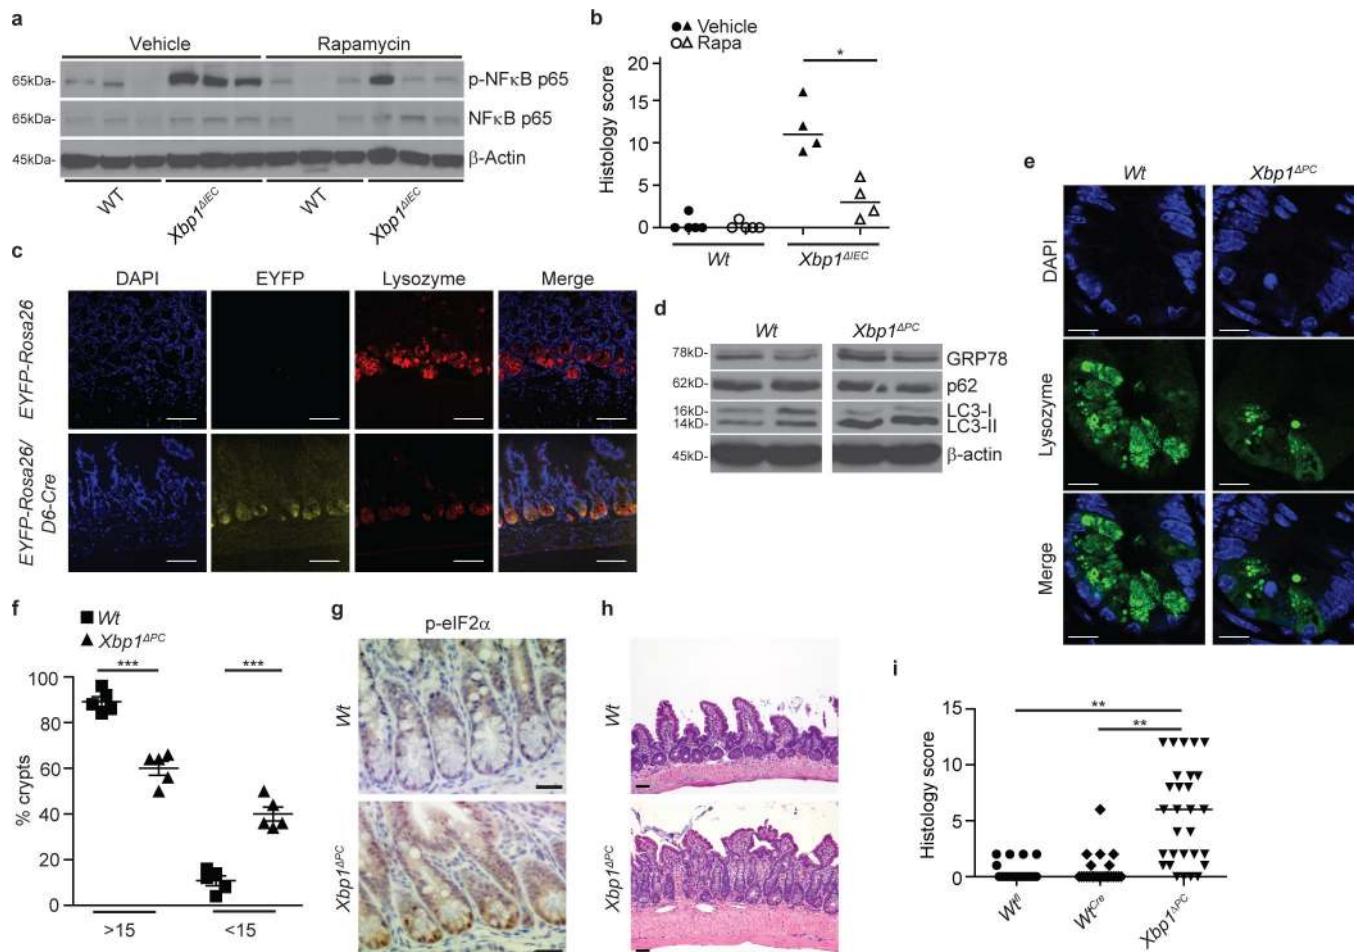 a
Vehicle
Rapamycin
65kDa-
p-NFκB p65
65kDa-
NFκB p65
45kDa-
β-Actin
WT
Xbp1ΔIEC
WT
Xbp1ΔIEC
b
Vehicle
Rapa
*
Histology score
20
15
10
5
0
Wt
Xbp1ΔIEC
c
DAPI
EYFP
Lysozyme
Merge
EYFP-Rosa26
EYFP-Rosa26/
D6-Cre
d
Wt
Xbp1ΔPC
78kD-
GRP78
62kD-
p62
16kD-
LC3-I
14kD-
LC3-II
45kD-
β-actin
e
Wt
Xbp1ΔPC
DAPI
Lysozyme
Merge
f
Wt
Xbp1ΔPC
***
***
% crypts
100
80
60
40
20
0
>15
<15
g
p-eIF2α
Wt
Xbp1ΔPC
h
Wt
Xbp1ΔPC
i
**
**
Histology score
15
10
5
0
Wtfl
WtCre
Xbp1ΔPC